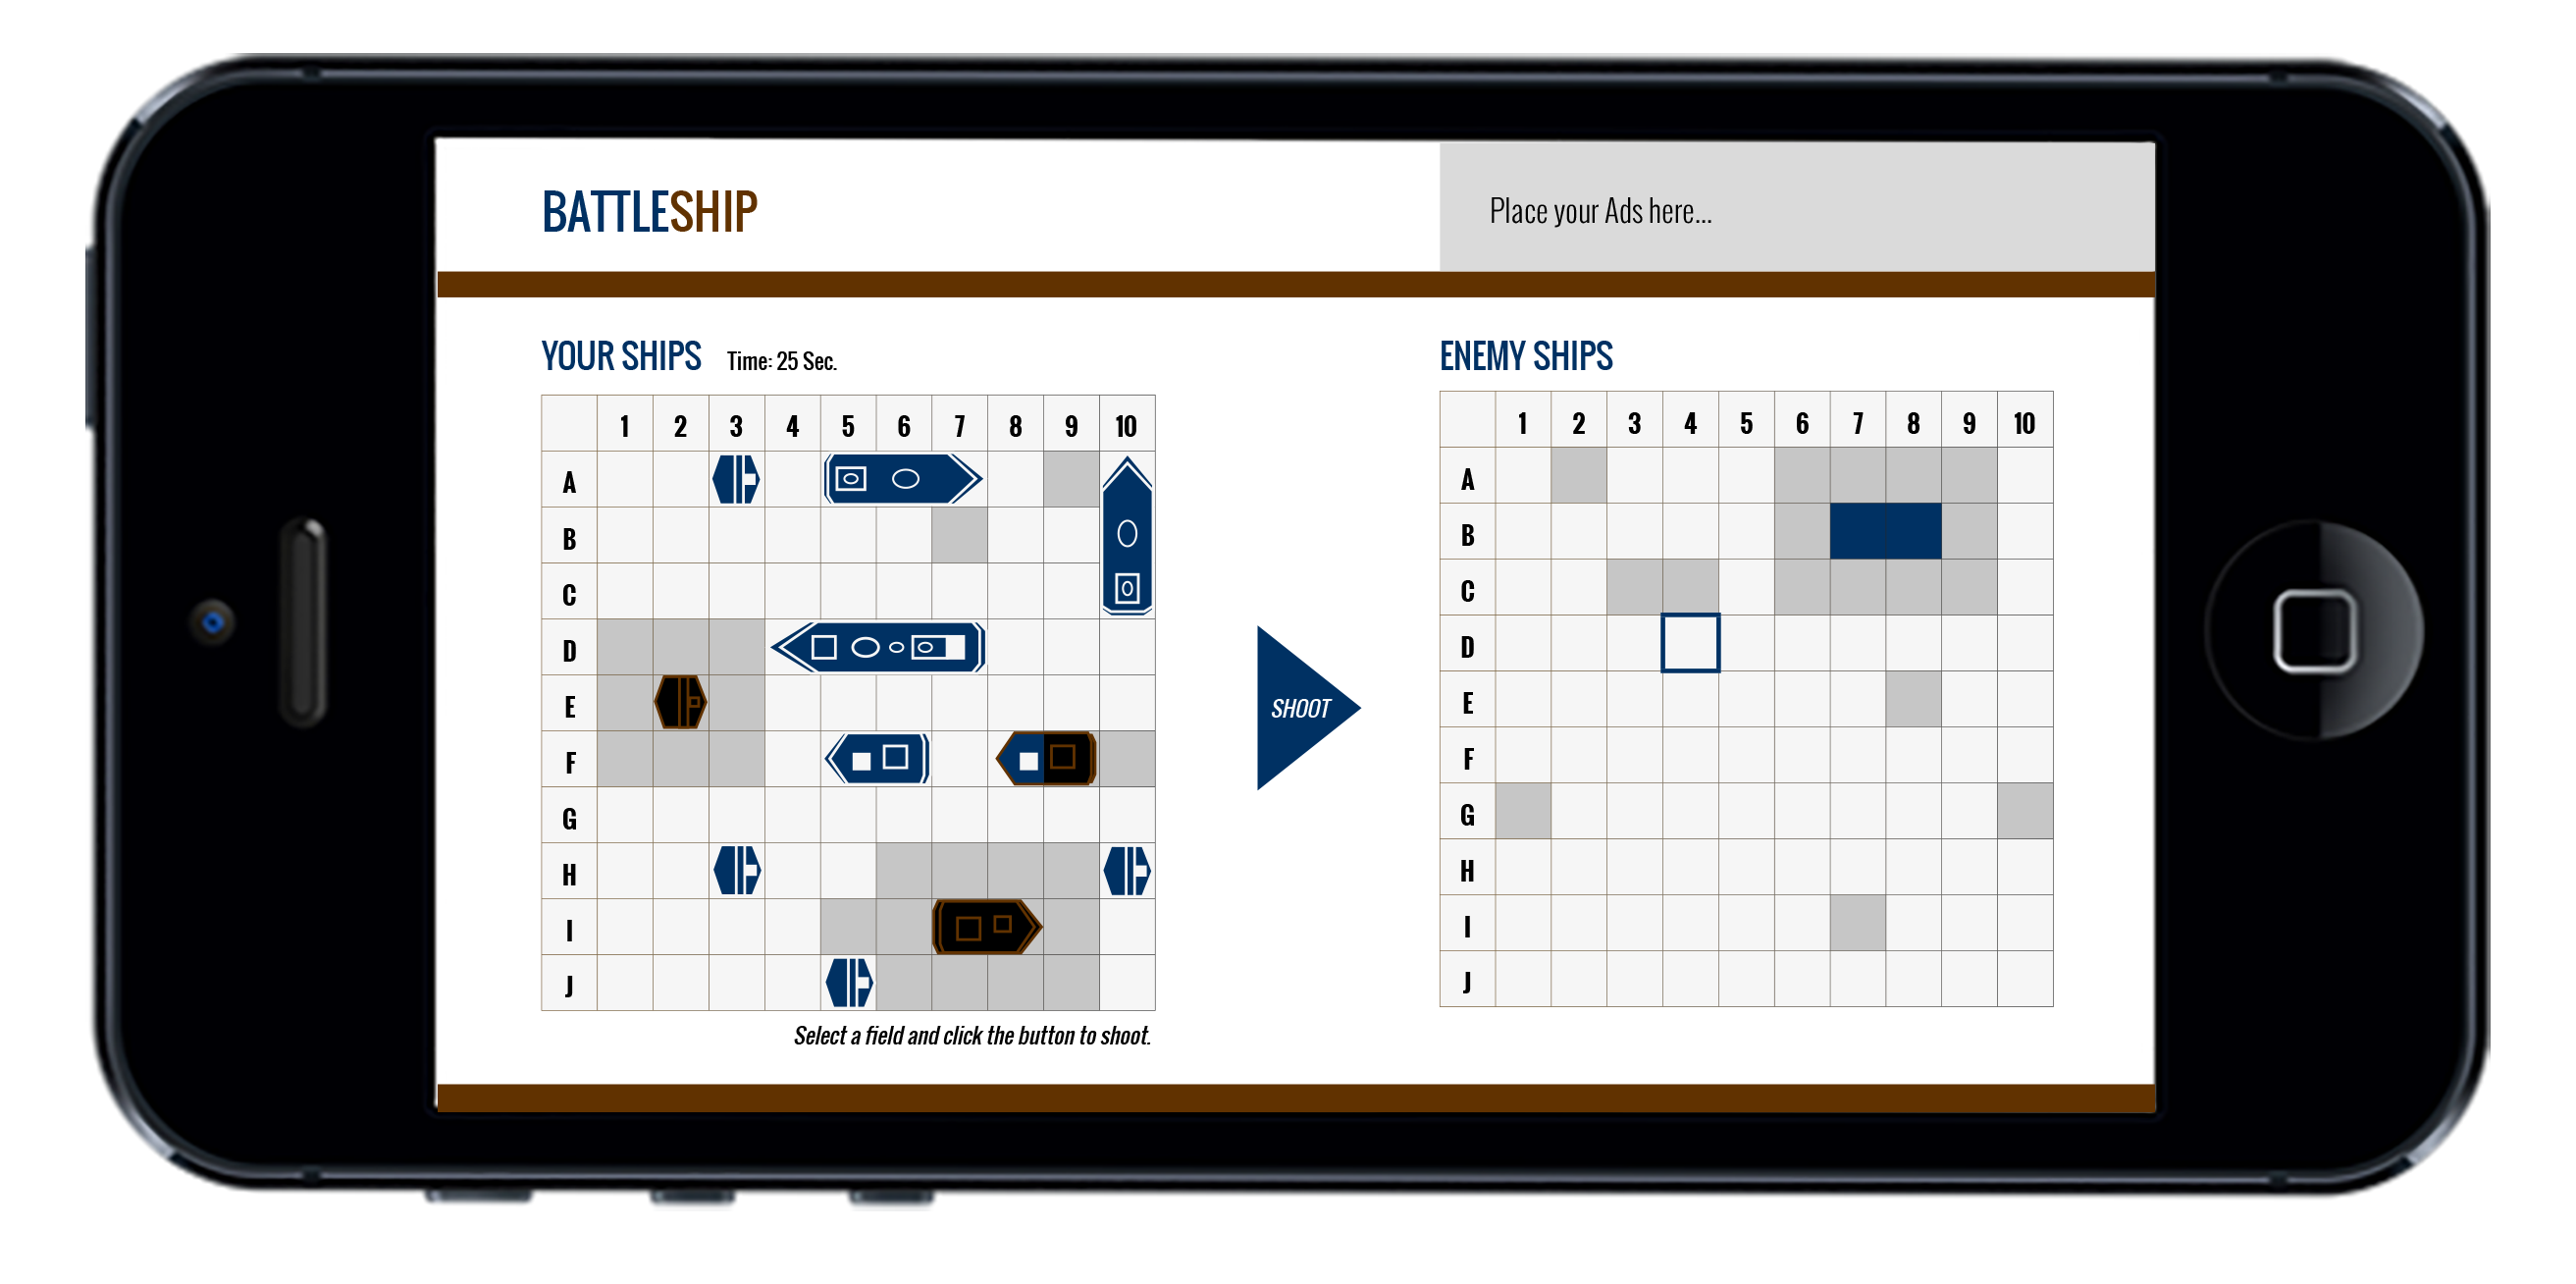 BATTLESHIP
Place your Ads here...
YOUR SHIPS Time: 25 Sec.
1 2 3 4 5 6 7 8 9 10
A
B
C
D
E
F
G
H
I
J
Select a field and click the button to shoot.
SHOOT
ENEMY SHIPS
1 2 3 4 5 6 7 8 9 10
A
B
C
D
E
F
G
H
I
J